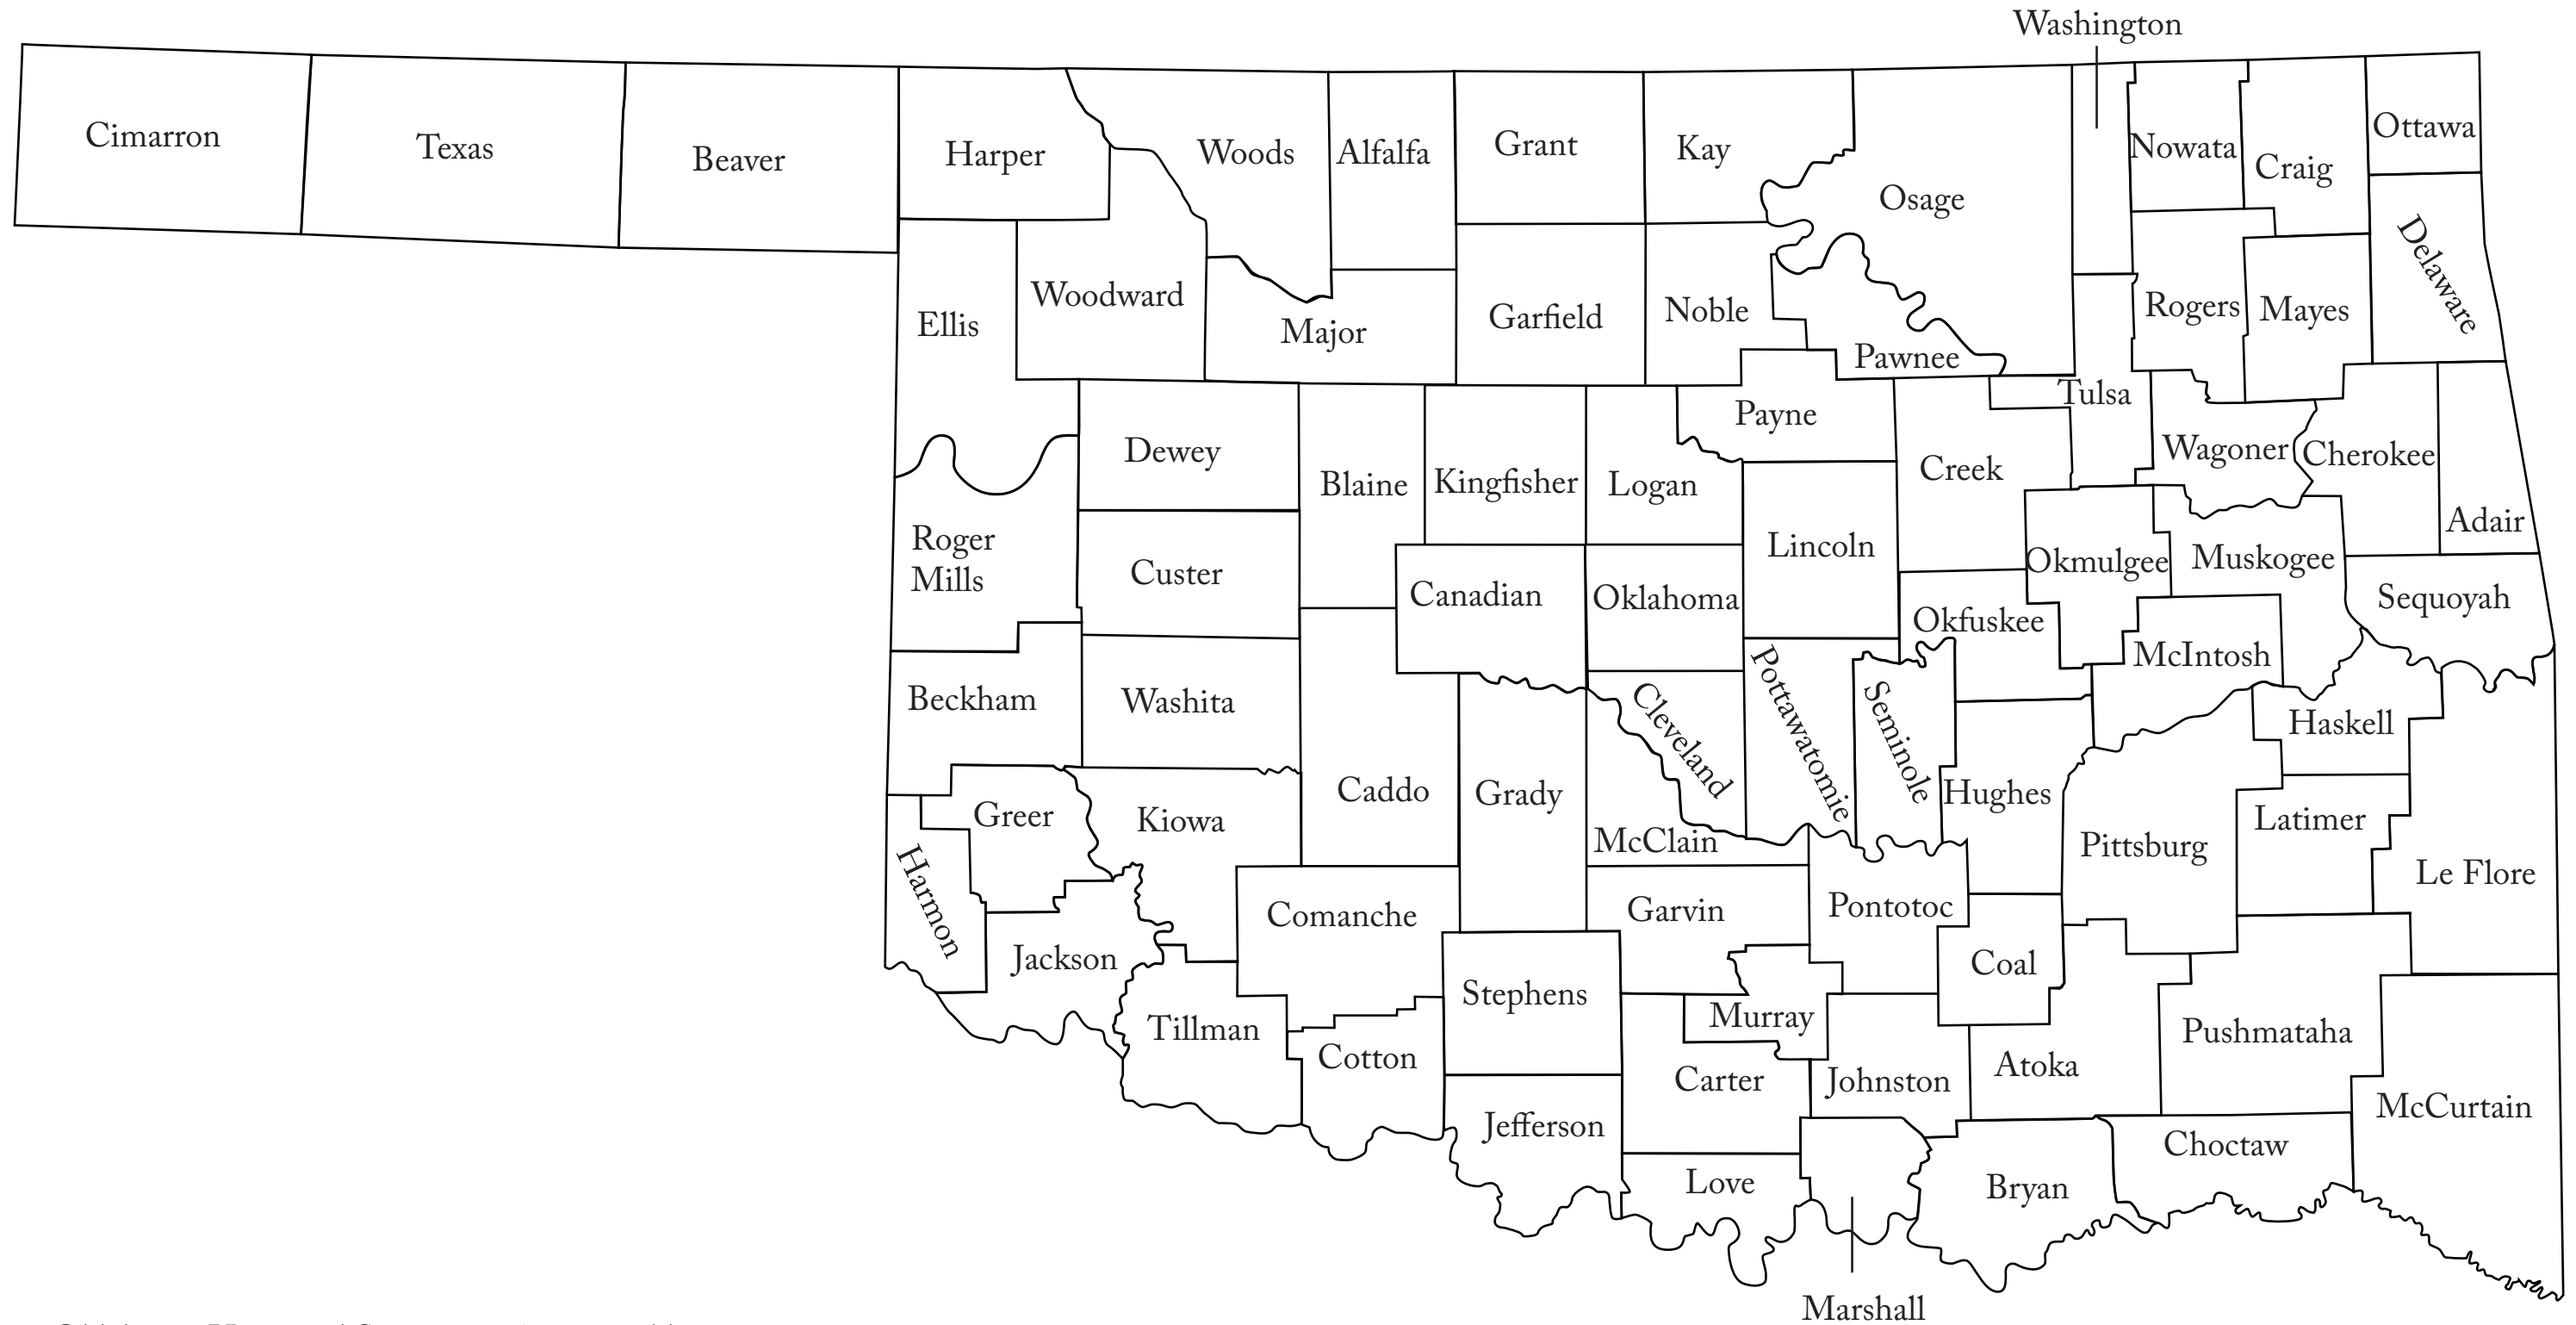 Washington
Cimarron
Texas
Beaver
Harper
Woods
Alfalfa
Grant
Kay
Osage
Nowata
Craig
Ottawa
Delaware
Ellis
Woodward
Major
Garfield
Noble
Pawnee
Rogers
Mayes
Tulsa
Dewey
Blaine
Kingfisher
Logan
Payne
Creek
Wagoner
Cherokee
Adair
Roger
Mills
Custer
Canadian
Oklahoma
Lincoln
Okmulgee
Muskogee
Sequoyah
Okfuskee
McIntosh
Beckham
Washita
Caddo
Grady
Cleveland
Pottawatomie
Seminole
Hughes
Haskell
Greer
Kiowa
McClain
Pittsburg
Latimer
Le Flore
Harmon
Jackson
Comanche
Garvin
Pontotoc
Coal
Tillman
Cotton
Stephens
Murray
Johnston
Atoka
Pushmataha
Carter
Jefferson
McCurtain
Love
Bryan
Choctaw
Marshall